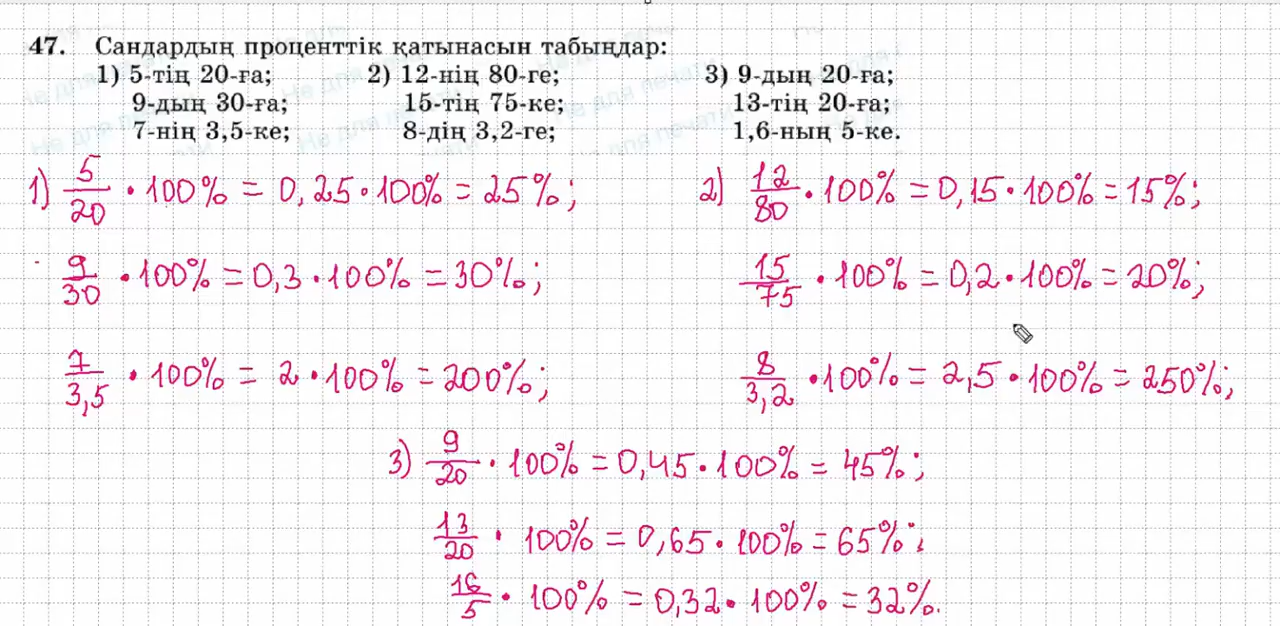 47. Сандардың проценттік қатынасын табыңдар:
1) 5-тің 20-ға; 2) 12-нің 80-ге; 3) 9-дың 20-ға;
9-дың 30-ға; 15-тің 75-ке; 13-тің 20-ға;
7-нің 3,5-ке; 8-дің 3,2-ге; 1,6-ның 5-ке.
1) 5/20 · 100% = 0,25 · 100% = 25%; 2) 12/80 · 100% = 0,15 · 100% = 15%;
9/30 · 100% = 0,3 · 100% = 30%; 15/75 · 100% = 0,2 · 100% = 20%;
7/3,5 · 100% = 2 · 100% = 200%; 8/3,2 · 100% = 2,5 · 100% = 250%;
3) 9/20 · 100% = 0,45 · 100% = 45%;
13/20 · 100% = 0,65 · 100% = 65%;
16/5 · 100% = 0,32 · 100% = 32%.